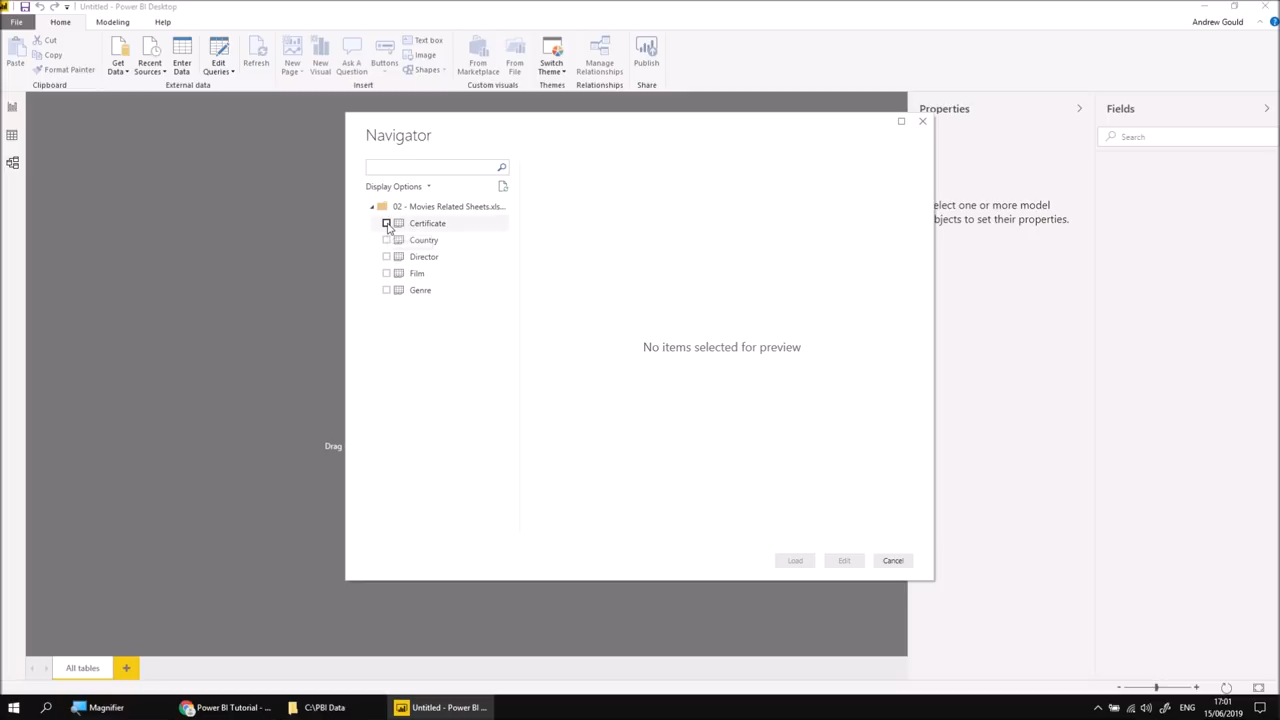 Untitled - Power BI Desktop
File Home Modeling Help Andrew Gould
Cut
Copy
Format Painter
Paste
Clipboard
Get Data
Recent Sources
Enter Data
Edit Queries
Refresh
External data
New Page
New Visual
Ask A Question
Buttons
Text box
Image
Shapes
Insert
From Marketplace
From File
Custom visuals
Switch Theme
Themes
Manage Relationships
Relationships
Publish
Share
Navigator
Display Options
02 - Movies Related Sheets.xls...
Certificate
Country
Director
Film
Genre
No items selected for preview
Load Edit Cancel
Drag
Properties
elect one or more model
bjects to set their properties.
Fields
Search
All tables
Magnifier
Power BI Tutorial - ...
C:\PBI Data
Untitled - Power BI ...
ENG
17:01
15/06/2019